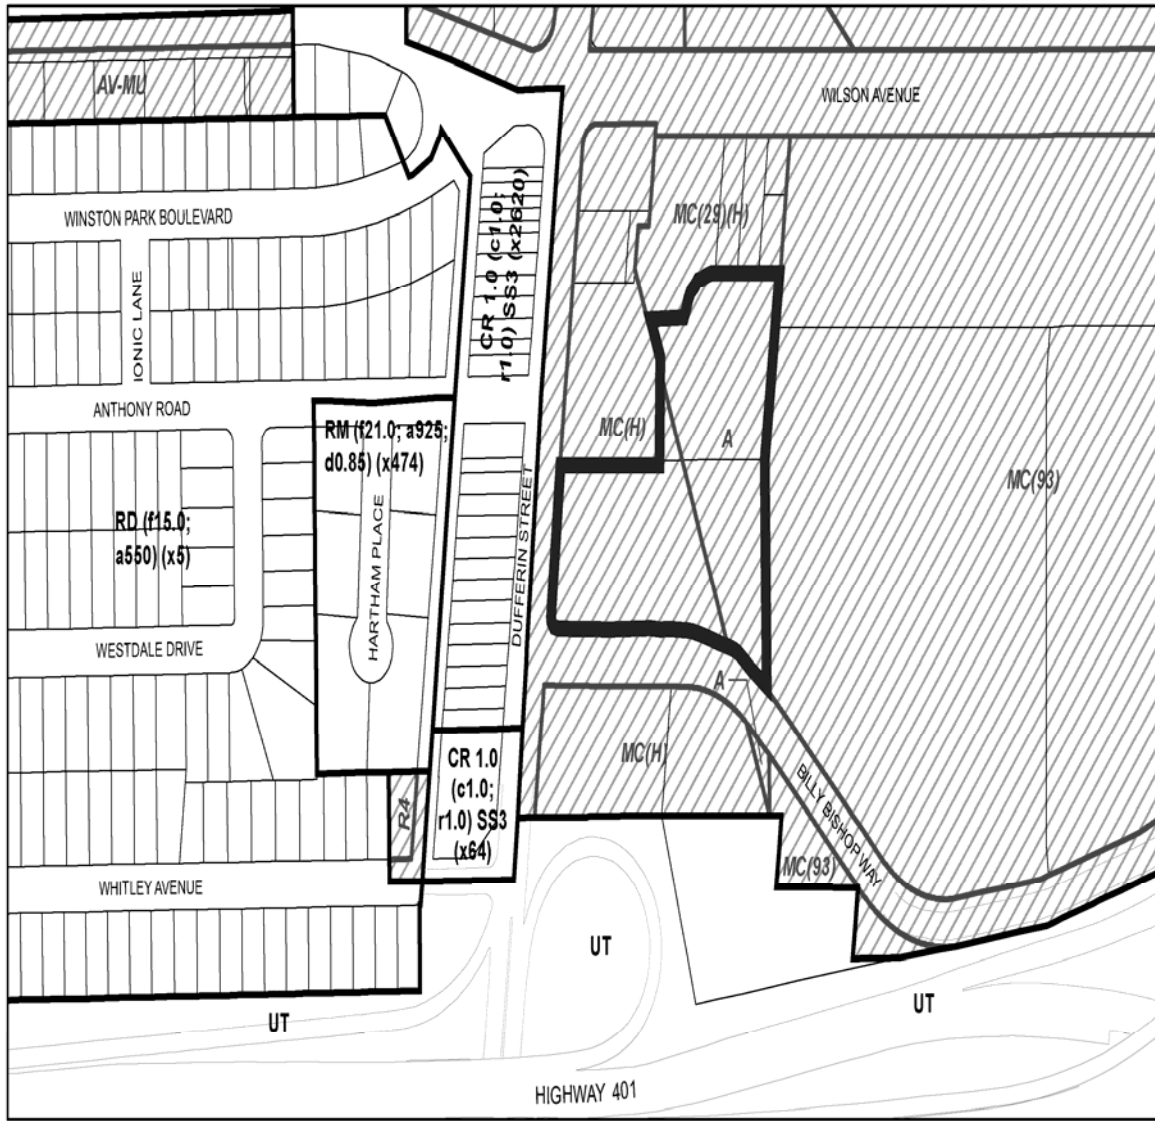 AV-MU
WILSON AVENUE
WINSTON PARK BOULEVARD
CR 1.0 (c1.0;
r1.0) SS3 (x2620)
MC(29)(H)
IONIC LANE
ANTHONY ROAD
RM (f21.0; a925;
d0.85) (x474)
MC(H)
A
MC(93)
RD (f15.0;
a550) (x5)
HARTHAM PLACE
DUFFERIN STREET
WESTDALE DRIVE
A
MC(H)
CR 1.0
(c1.0;
r1.0) SS3
(x64)
R4
BILLY BISHOP WAY
MC(93)
WHITLEY AVENUE
UT
UT
UT
HIGHWAY 401